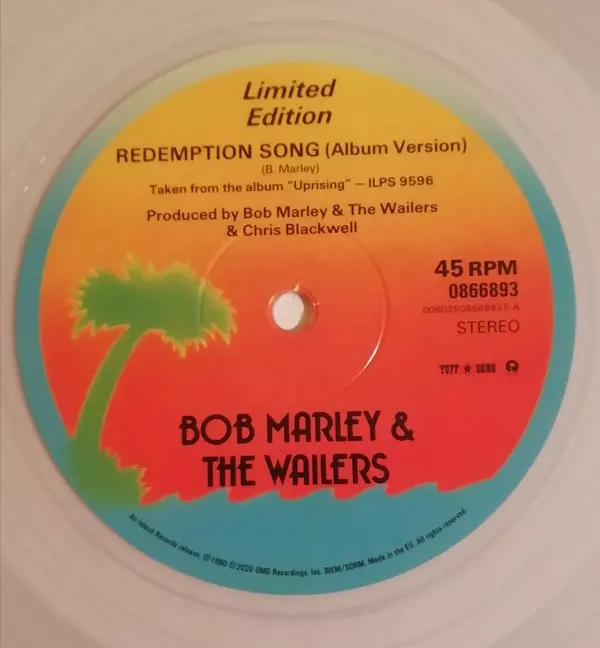 Limited
Edition
REDEMPTION SONG (Album Version)
(B. Marley)
Taken from the album "Uprising" — ILPS 9596
Produced by Bob Marley & The Wailers
& Chris Blackwell
45 RPM
0866893
STEREO
TUFF GONG
BOB MARLEY &
THE WAILERS
An Island Records release, ℗ 1980 © 2020 UMG Recordings, Inc. BIEM/SDRM. Made in the EU. All rights reserved